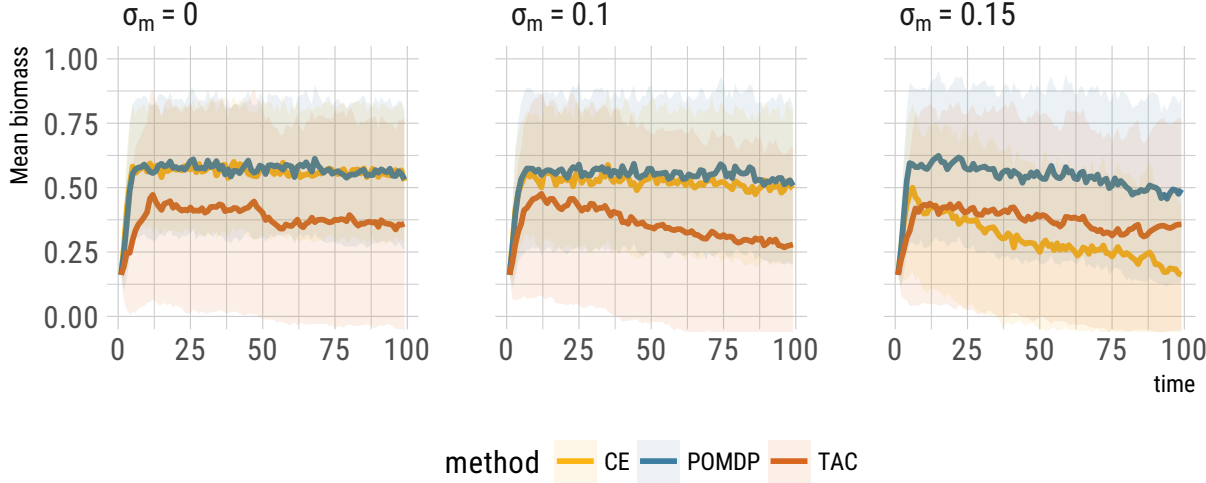 σm = 0 σm = 0.1 σm = 0.15
Mean biomass
1.00
0.75
0.50
0.25
0.00
0 25 50 75 100 0 25 50 75 100 0 25 50 75 100
time
method CE POMDP TAC